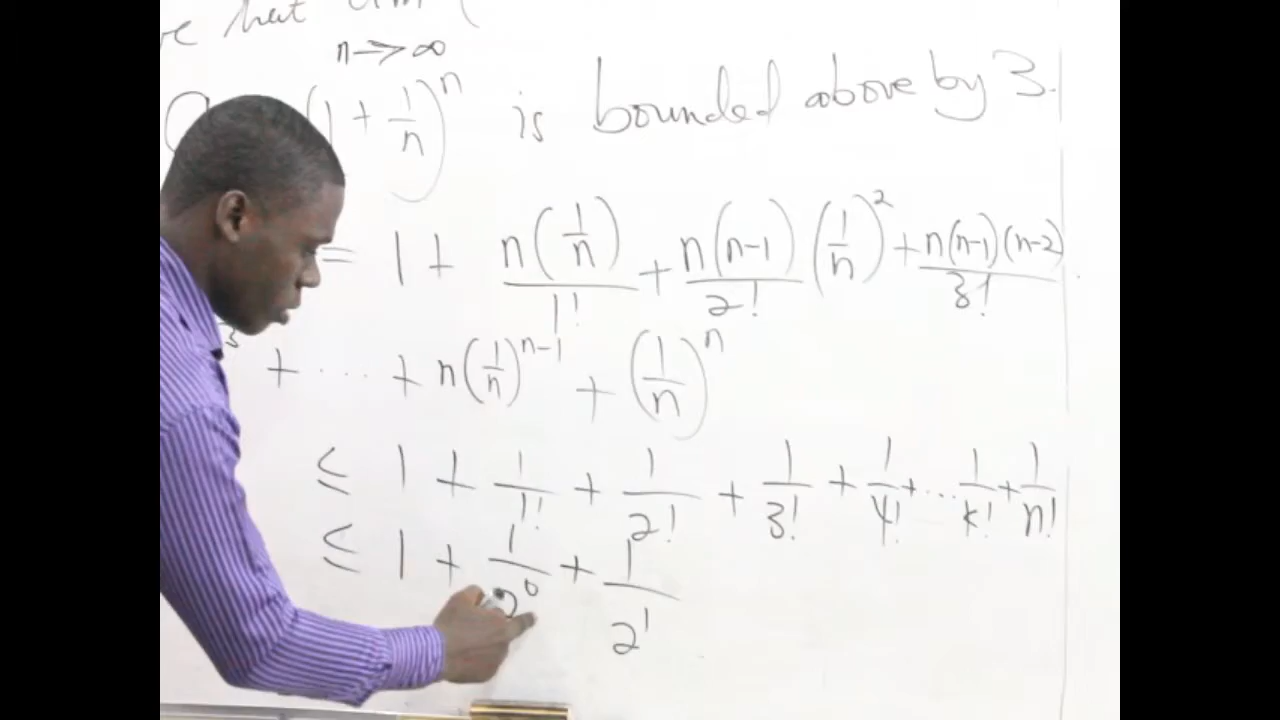 that
n → ∞
(1 + 1/n)^n is bounded above by 3.
= 1 + n(1/n)/1! + n(n-1)/2! (1/n)^2 + n(n-1)(n-2)/3!
+ ... + n(1/n)^{n-1} + (1/n)^n
≤ 1 + 1/1! + 1/2! + 1/3! + 1/4! + ... 1/k! + 1/n!
≤ 1 + 1/2^0 + 1/2^1